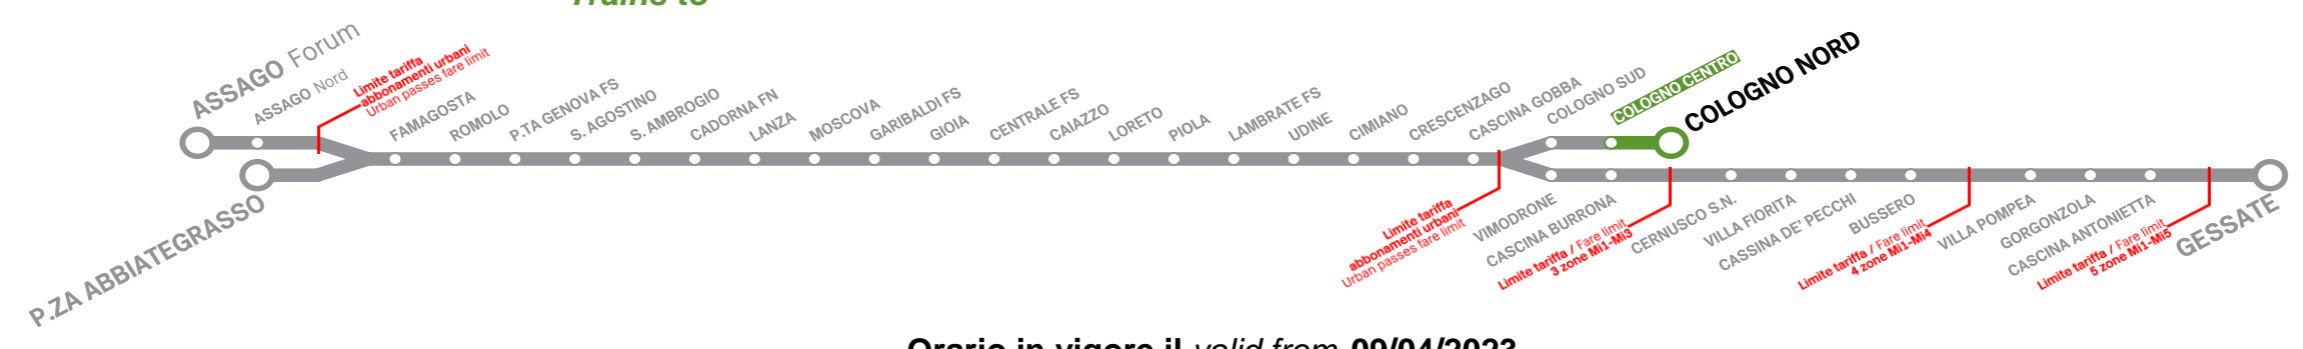 Trains to
ASSAGO Forum
ASSAGO Nord
Limite tariffa
abbonamenti urbani
Urban passes fare limit
P.ZA ABBIATEGRASSO
FAMAGOSTA
ROMOLO
P.TA GENOVA FS
S. AGOSTINO
S. AMBROGIO
CADORNA FN
LANZA
MOSCOVA
GARIBALDI FS
GIOIA
CENTRALE FS
CAIAZZO
LORETO
PIOLA
LAMBRATE FS
UDINE
CIMIANO
CRESCENZAGO
CASCINA GOBBA
COLOGNO SUD
COLOGNO CENTRO
COLOGNO NORD
Limite tariffa
abbonamenti urbani
Urban passes fare limit
VIMODRONE
CASCINA BURRONA
Limite tariffa / Fare limit
3 zone Mi1-Mi3
CERNUSCO S.N.
VILLA FIORITA
CASSINA DE' PECCHI
BUSSERO
Limite tariffa / Fare limit
4 zone Mi1-Mi4
VILLA POMPEA
GORGONZOLA
CASCINA ANTONIETTA
Limite tariffa / Fare limit
5 zone Mi1-Mi5
GESSATE
Orario in vigore il valid from 09/04/2023